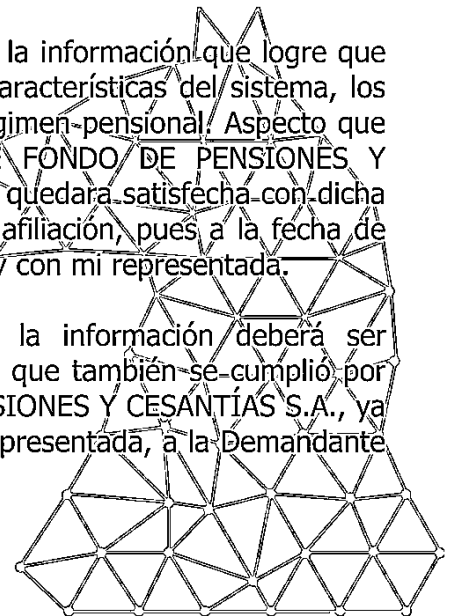 la información que logre que
aracterísticas del sistema, los
gimen pensional. Aspecto que
FONDO DE PENSIONES Y
quedara satisfecha con dicha
afiliación, pues a la fecha de
y con mi representada.
la información deberá ser
que también se cumplió por
SIONES Y CESANTÍAS S.A., ya
presentada, a la Demandante